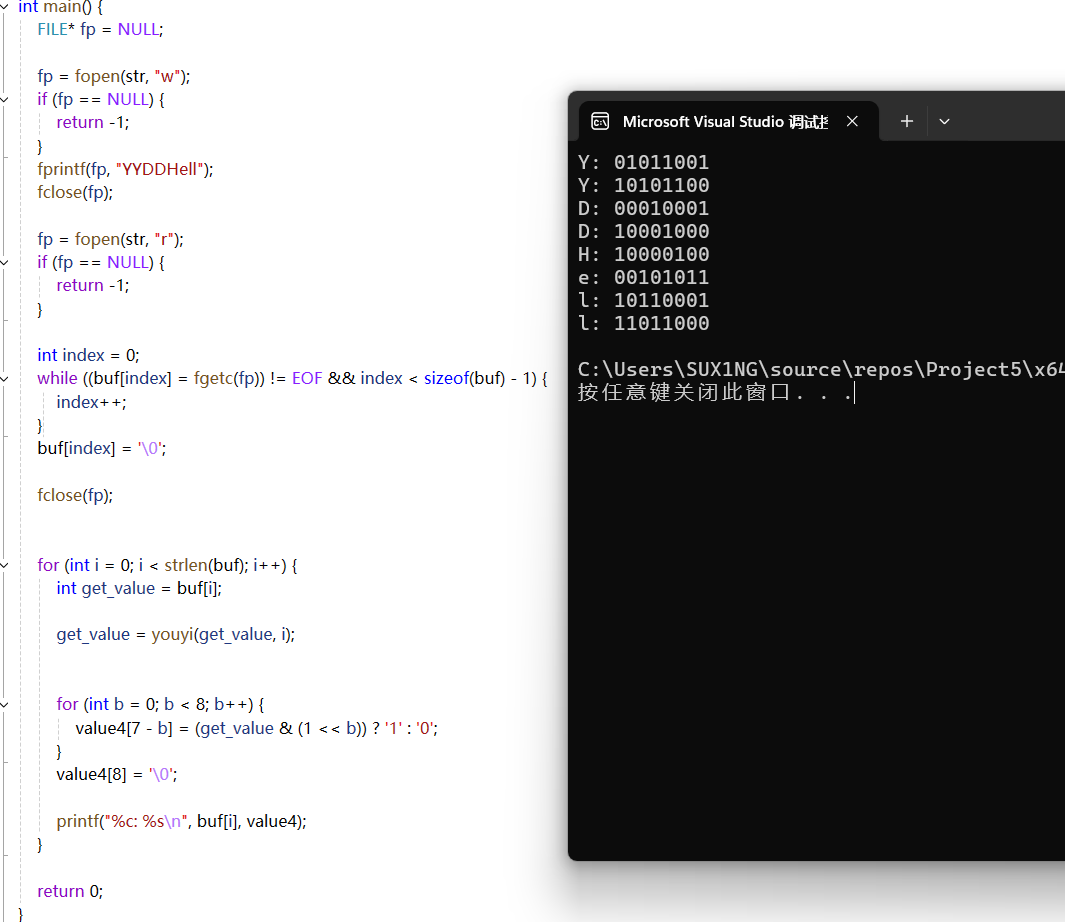 int main() {
FILE* fp = NULL;
fp = fopen(str, "w");
if (fp == NULL) {
return -1;
}
fprintf(fp, "YYDDHell");
fclose(fp);
fp = fopen(str, "r");
if (fp == NULL) {
return -1;
}
int index = 0;
while ((buf[index] = fgetc(fp)) != EOF && index < sizeof(buf) - 1) {
index++;
}
buf[index] = '\0';
fclose(fp);
for (int i = 0; i < strlen(buf); i++) {
int get_value = buf[i];
get_value = youyi(get_value, i);
for (int b = 0; b < 8; b++) {
value4[7 - b] = (get_value & (1 << b)) ? '1' : '0';
}
value4[8] = '\0';
printf("%c: %s\n", buf[i], value4);
}
return 0;
}
Microsoft Visual Studio 调试
Y: 01011001
Y: 10101100
D: 00010001
D: 10001000
H: 10000100
e: 00101011
l: 10110001
l: 11011000
C:\Users\SUX1NG\source\repos\Project5\x64
按任意键关闭此窗口. . .